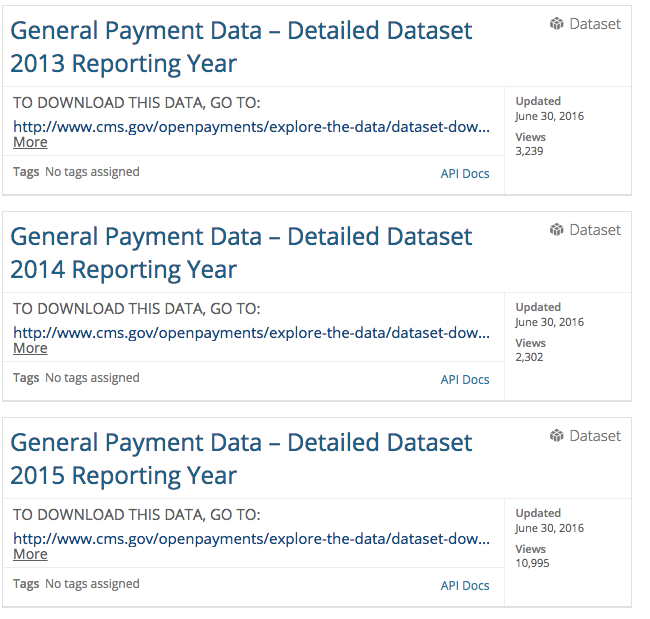 General Payment Data – Detailed Dataset
2013 Reporting Year
Dataset
TO DOWNLOAD THIS DATA, GO TO:
http://www.cms.gov/openpayments/explore-the-data/dataset-dow...
More
Tags No tags assigned
API Docs
Updated
June 30, 2016
Views
3,239
General Payment Data – Detailed Dataset
2014 Reporting Year
Dataset
TO DOWNLOAD THIS DATA, GO TO:
http://www.cms.gov/openpayments/explore-the-data/dataset-dow...
More
Tags No tags assigned
API Docs
Updated
June 30, 2016
Views
2,302
General Payment Data – Detailed Dataset
2015 Reporting Year
Dataset
TO DOWNLOAD THIS DATA, GO TO:
http://www.cms.gov/openpayments/explore-the-data/dataset-dow...
More
Tags No tags assigned
API Docs
Updated
June 30, 2016
Views
10,995